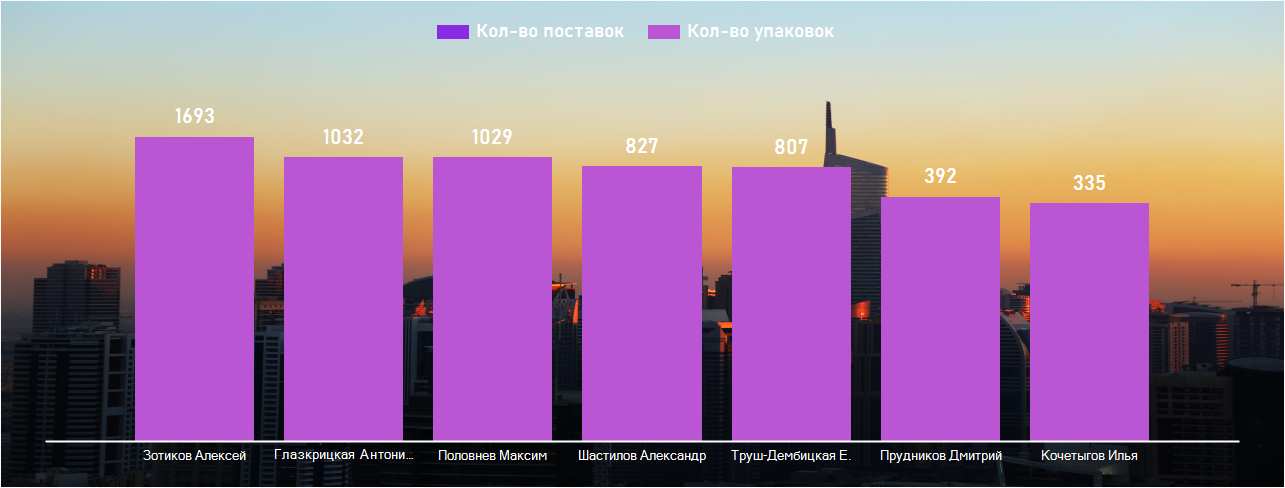 Кол-во поставок Кол-во упаковок
1693 1032 1029 827 807 392 335
Зотиков Алексей Глазкрицкая Антони... Половнев Максим Шастилов Александр Труш-Дембицкая Е. Прудников Дмитрий Кочетыгов Илья